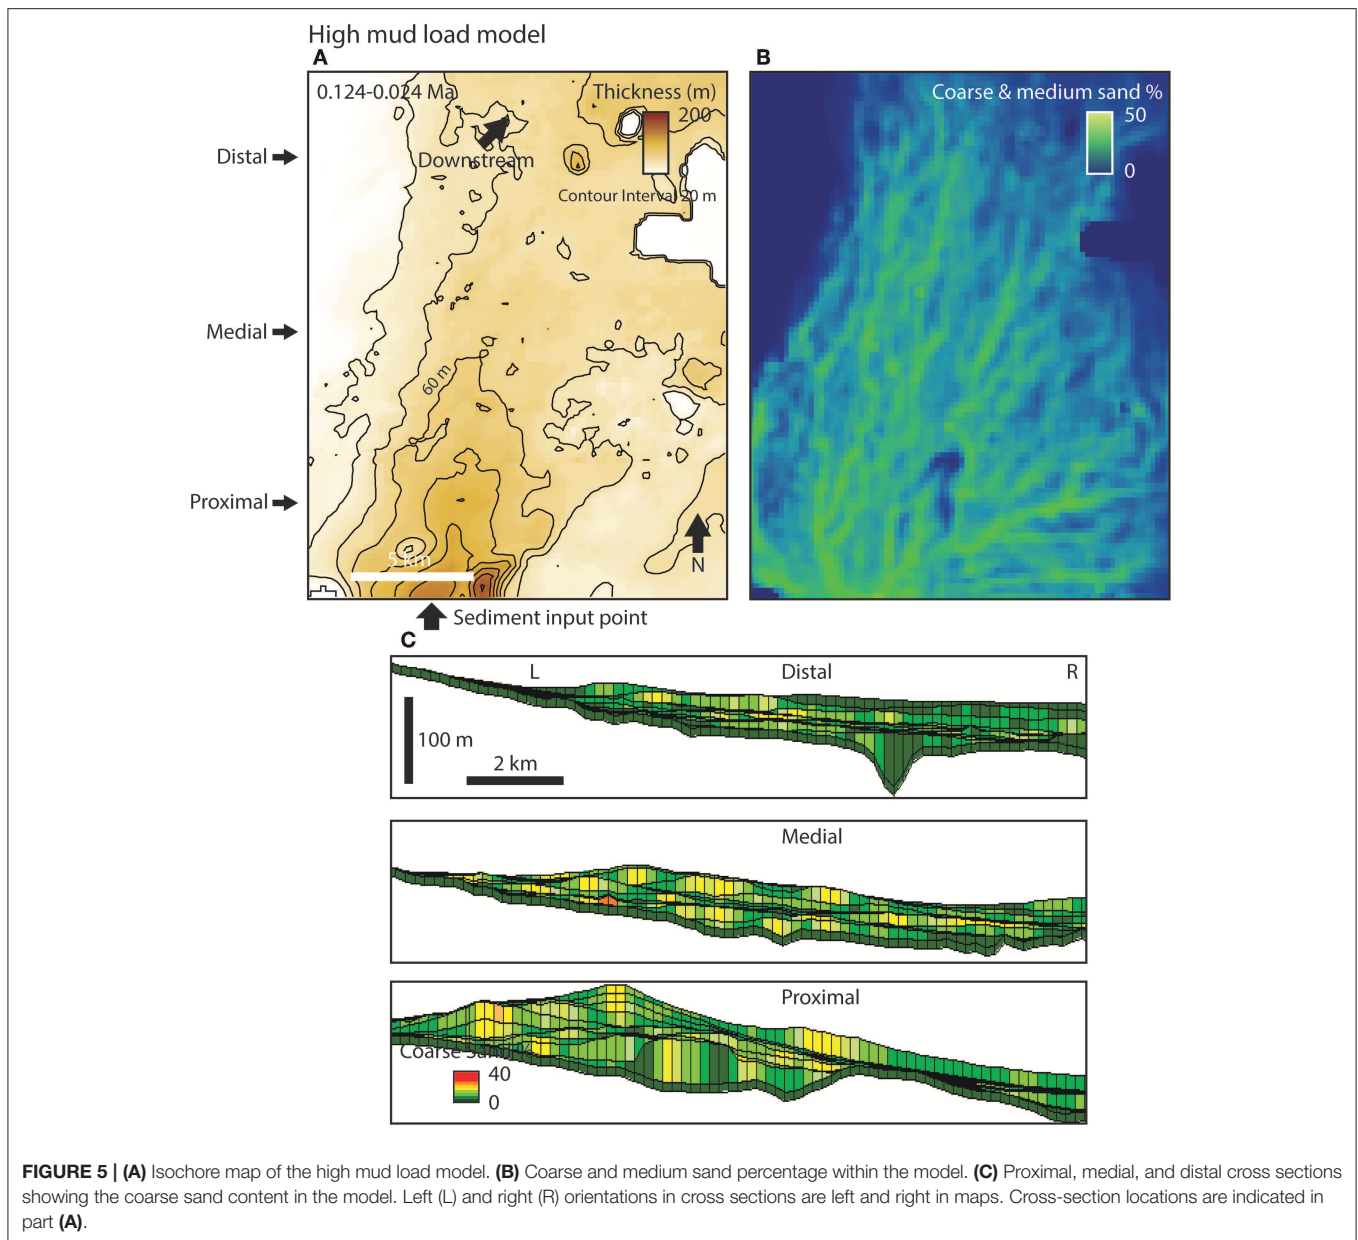 High mud load model
A
B
0.124-0.024 Ma
Thickness (m)
200
Downstream
Contour Interval 20 m
Coarse & medium sand %
50
0
Distal
Medial
Proximal
60 m
5 km
N
Sediment input point
C
L
Distal
R
100 m
2 km
Medial
Proximal
Coarse
40
0
FIGURE 5 | (A) Isochore map of the high mud load model. (B) Coarse and medium sand percentage within the model. (C) Proximal, medial, and distal cross sections
showing the coarse sand content in the model. Left (L) and right (R) orientations in cross sections are left and right in maps. Cross-section locations are indicated in
part (A).